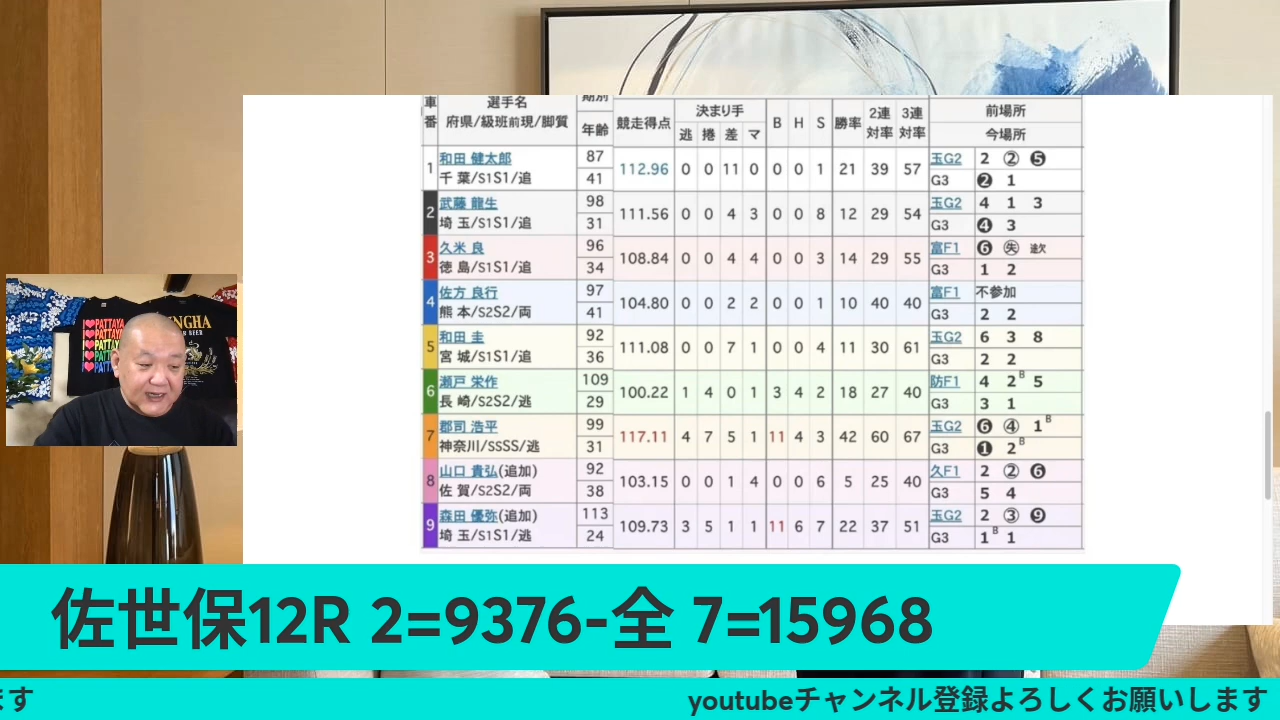 車番 選手名 府県/級班前現/脚質 期別 年齢 競走得点 決まり手 逃 捲 差 マ B H S 勝率 2連対率 3連対率 前場所 今場所
1 和田 健太郎 87 112.96 0 0 11 0 0 0 1 21 39 57 玉G2 2 ② ❺
千 葉/S1S1/追 41 G3 ❷ 1
2 武藤 龍生 98 111.56 0 0 4 3 0 0 8 12 29 54 玉G2 4 1 3
埼 玉/S1S1/追 31 G3 ❹ 3
3 久米 良 96 108.84 0 0 4 4 0 0 3 14 29 55 富F1 ❻ ㊛失 途欠
徳 島/S1S1/追 34 G3 1 2
4 佐方 良行 97 104.80 0 0 2 2 0 0 1 10 40 40 富F1 不参加
熊 本/S2S2/両 41 G3 2 2
5 和田 圭 92 111.08 0 0 7 1 0 0 4 11 30 61 玉G2 6 3 8
宮 城/S1S1/追 36 G3 2 2
6 瀬戸 栄作 109 100.22 1 4 0 1 3 4 2 18 27 40 防F1 4 2B 5
長 崎/S2S2/逃 29 G3 3 1
7 郡司 浩平 99 117.11 4 7 5 1 11 4 3 42 60 67 玉G2 ❻ ④ 1B
神奈川/SSSS/逃 31 G3 ❶ 2B
8 山口 貴弘(追加) 92 103.15 0 0 1 4 0 0 6 5 25 40 久F1 2 ② ❻
佐 賀/S2S2/両 38 G3 5 4
9 森田 優弥(追加) 113 109.73 3 5 1 1 11 6 7 22 37 51 玉G2 2 ③ ❾
埼 玉/S1S1/逃 24 G3 1B 1
I❤PATTAYA
I❤PATTAYA
佐世保12R 2=9376-全 7=15968
ます youtubeチャンネル登録よろしくお願いします